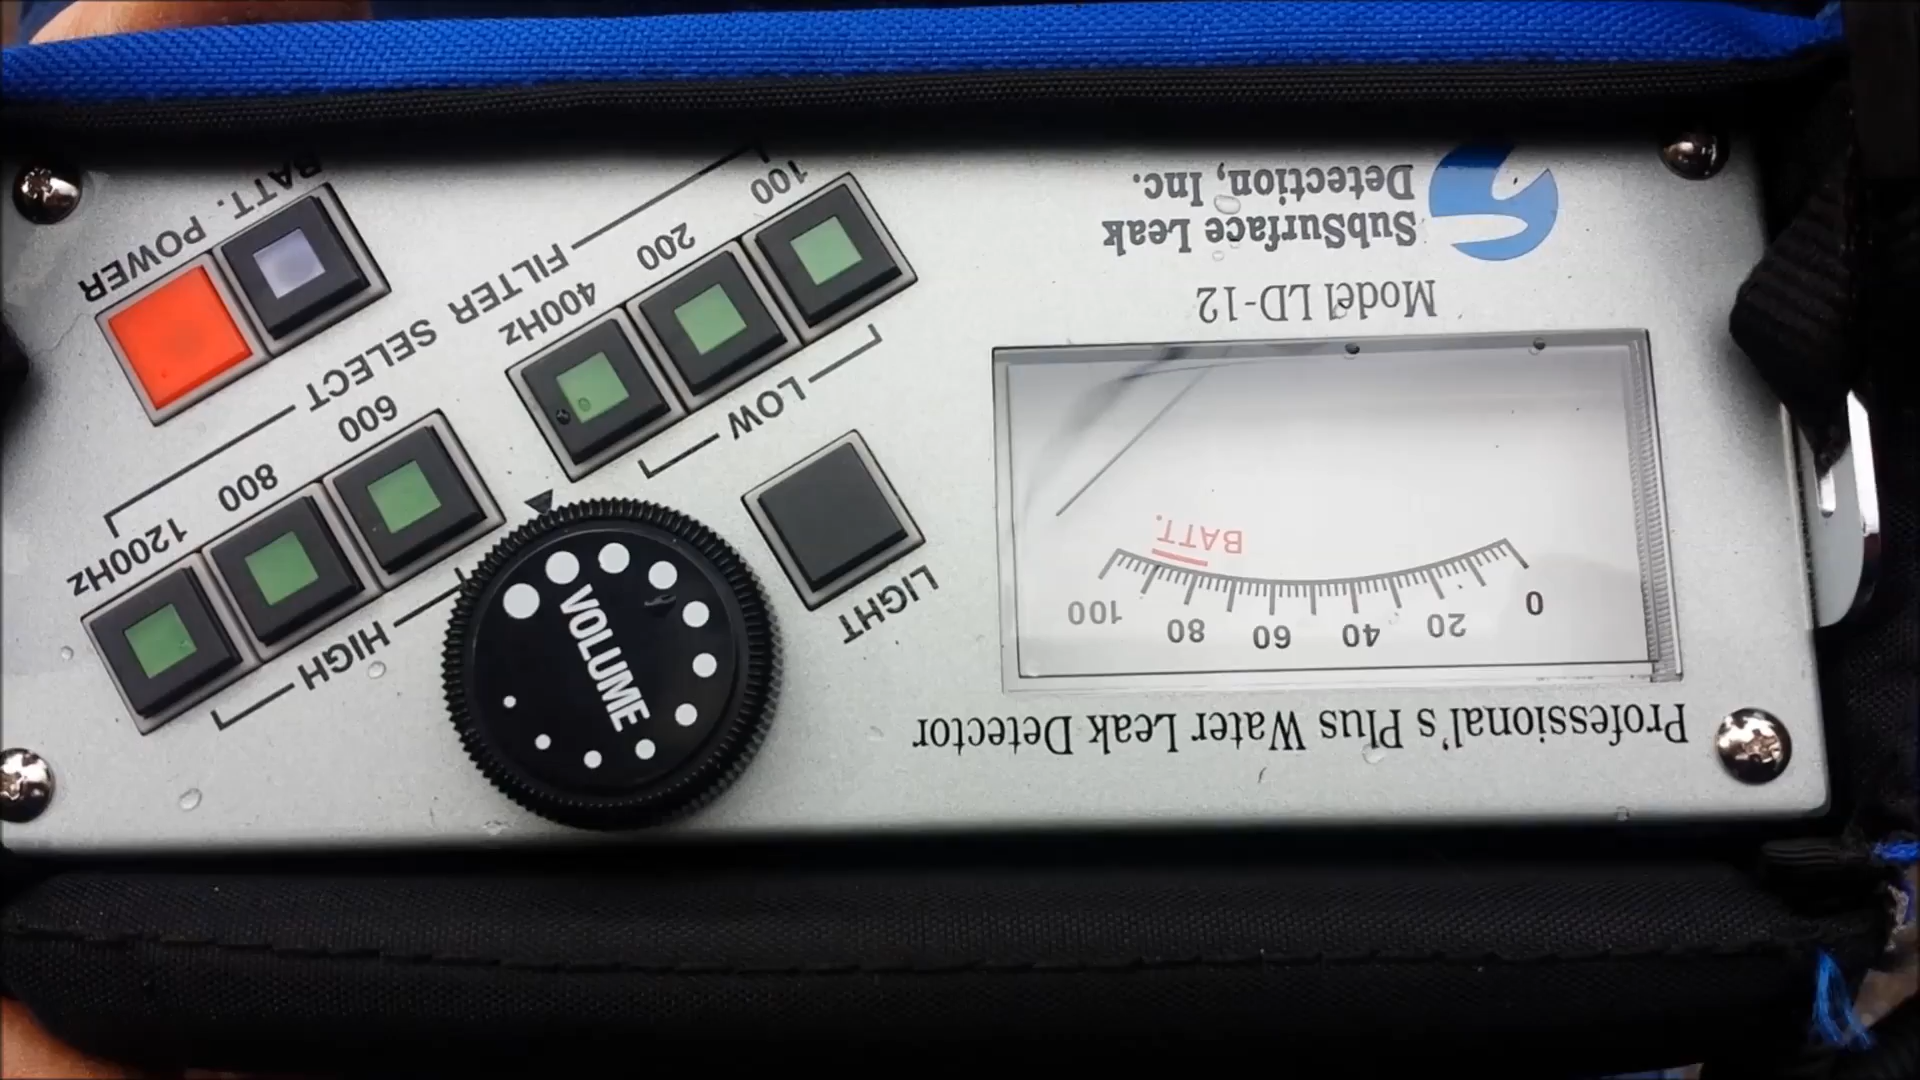 Professional's Plus Water Leak Detector
0 20 40 60 80 100
BATT.
Model LD-12
SubSurface Leak
Detection, Inc.
LIGHT
VOLUME
HIGH
1200Hz 800 600
LOW
400Hz 200 100
SELECT FILTER
POWER BATT.